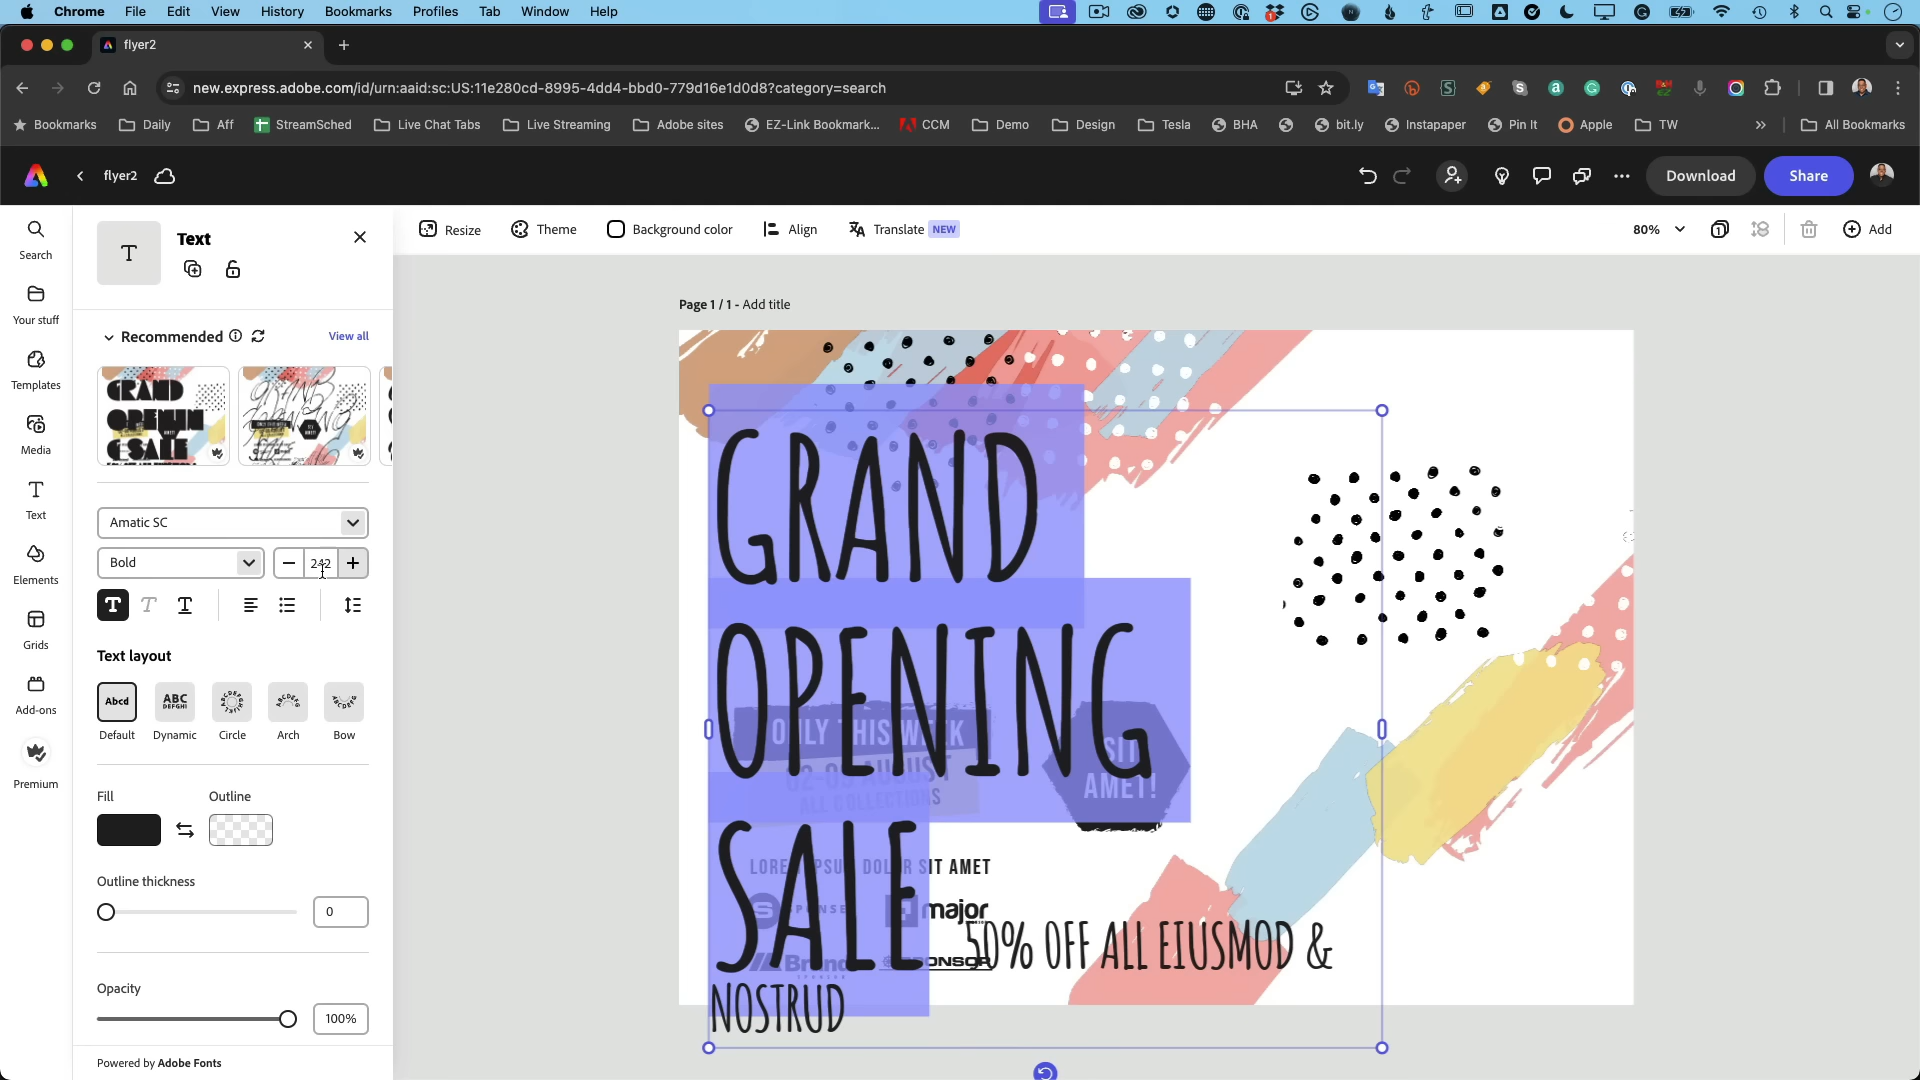 Chrome File Edit View History Bookmarks Profiles Tab Window Help
flyer2
new.express.adobe.com/id/urn:aaid:sc:US:11e280cd-8995-4dd4-bbd0-779d16e1d0d8?category=search
Bookmarks Daily Aff StreamSched Live Chat Tabs Live Streaming Adobe sites EZ-Link Bookmark... CCM Demo Design Tesla BHA bit.ly Instapaper Pin It Apple TW » All Bookmarks
flyer2 Download Share
Search
Your stuff
Templates
Media
Text
Elements
Grids
Add-ons
Premium
Text
Recommended View all
GRAND
OPENIN
GSALE
Amatic SC
Bold 242
Text layout
Abcd ABC DEFGHI
Default Dynamic Circle Arch Bow
Fill Outline
Outline thickness
0
Opacity
100%
Powered by Adobe Fonts
Resize Theme Background color Align Translate NEW 80% Add
Page 1 / 1 - Add title
GRAND
OPENING
SALE
50% OFF ALL EIUSMOD &
NOSTRUD
ONLY THIS WEEK
ALL COLLECTIONS
SIT
AMET!
LOREM IPSUM DOLOR SIT AMET
major